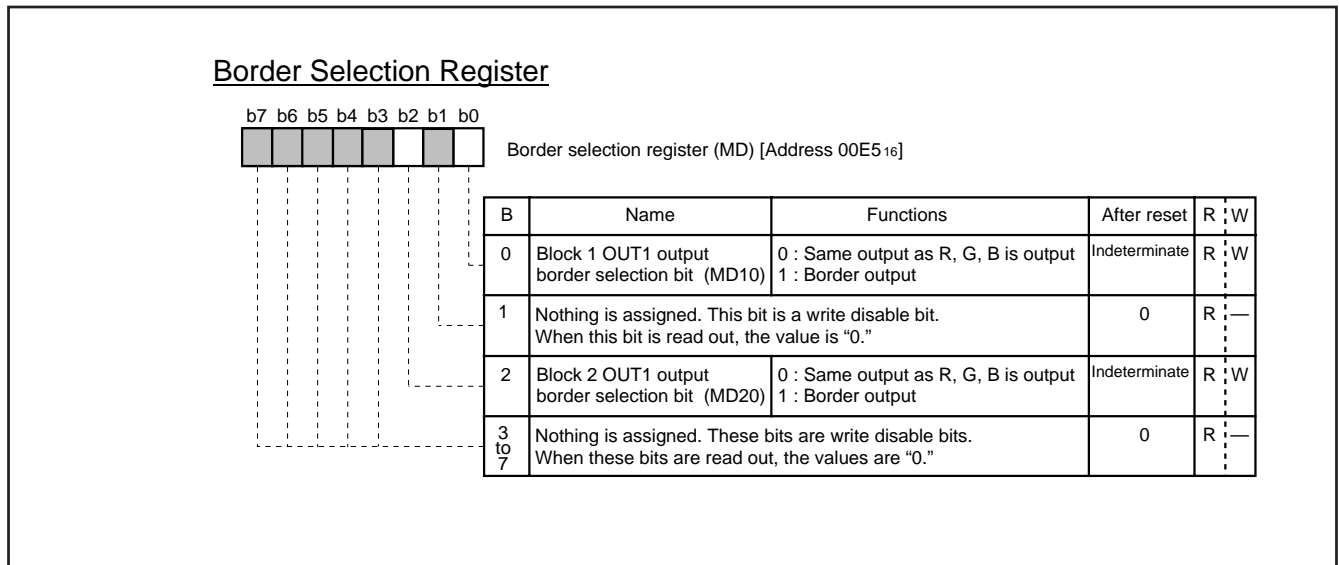 Border Selection Register
b7 b6 b5 b4 b3 b2 b1 b0
Border selection register (MD) [Address 00E516]
B Name Functions After reset R W
0 Block 1 OUT1 output 0 : Same output as R, G, B is output Indeterminate R W
border selection bit (MD10) 1 : Border output
1 Nothing is assigned. This bit is a write disable bit. 0 R —
When this bit is read out, the value is “0.”
2 Block 2 OUT1 output 0 : Same output as R, G, B is output Indeterminate R W
border selection bit (MD20) 1 : Border output
3 to 7 Nothing is assigned. These bits are write disable bits. 0 R —
When these bits are read out, the values are “0.”